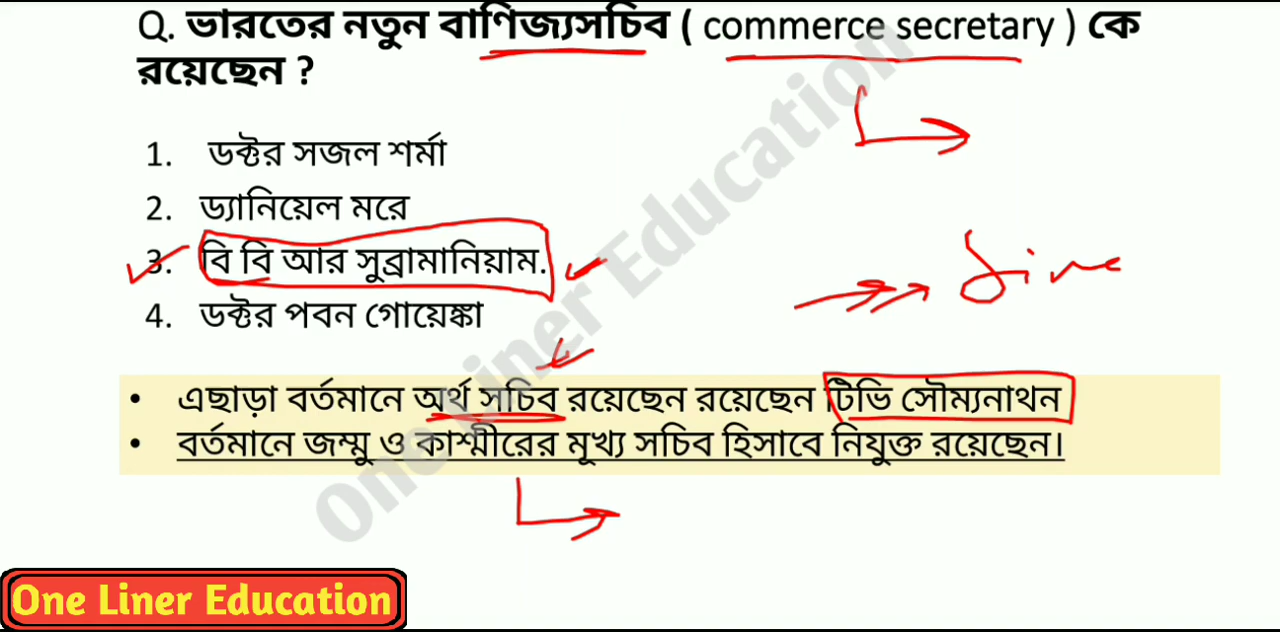 Q. ভারতের নতুন বাণিজ্যসচিব ( commerce secretary ) কে
রয়েছেন ?
1. ডক্টর সজল শর্মা
2. ড্যানিয়েল মরে
3. বি বি আর সুব্রামানিয়াম.
4. ডক্টর পবন গোয়েঙ্কা
• এছাড়া বর্তমানে অর্থ সচিব রয়েছেন রয়েছেন টিভি সৌম্যনাথন
• বর্তমানে জম্মু ও কাশ্মীরের মূখ্য সচিব হিসাবে নিযুক্ত রয়েছেন।
One Liner Education
One Liner Education